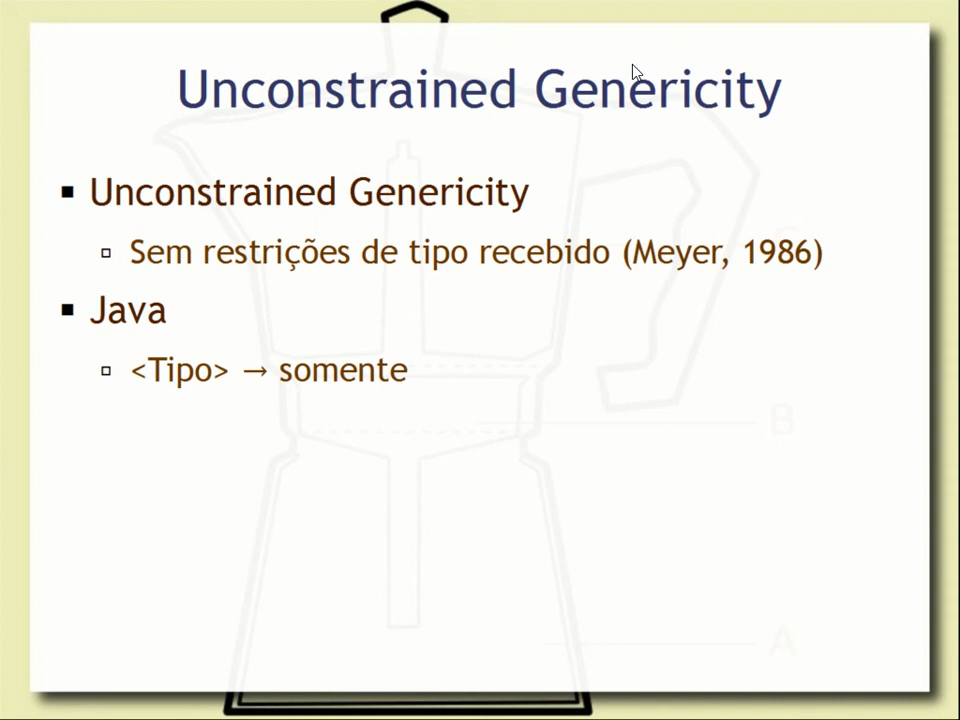 Unconstrained Genericity
Unconstrained Genericity
Sem restrições de tipo recebido (Meyer, 1986)
Java
<Tipo> → somente
B
A